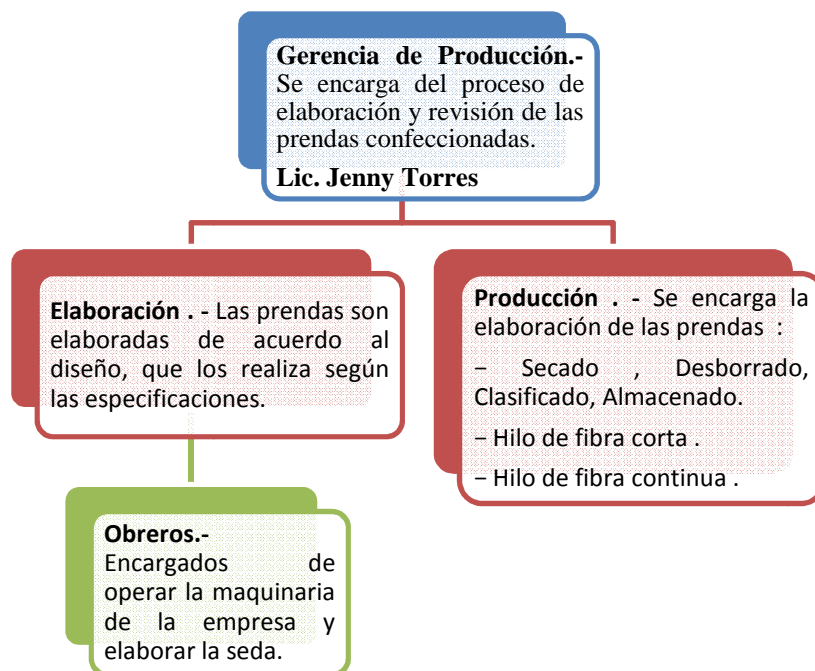 Gerencia de Producción.-
Se encarga del proceso de
elaboración y revisión de las
prendas confeccionadas.
Lic. Jenny Torres
Elaboración . - Las prendas son
elaboradas de acuerdo al
diseño, que los realiza según
las especificaciones.
Producción . - Se encarga la
elaboración de las prendas :
− Secado , Desborrado,
Clasificado, Almacenado.
− Hilo de fibra corta .
− Hilo de fibra continua .
Obreros.-
Encargados de
operar la maquinaria
de la empresa y
elaborar la seda.